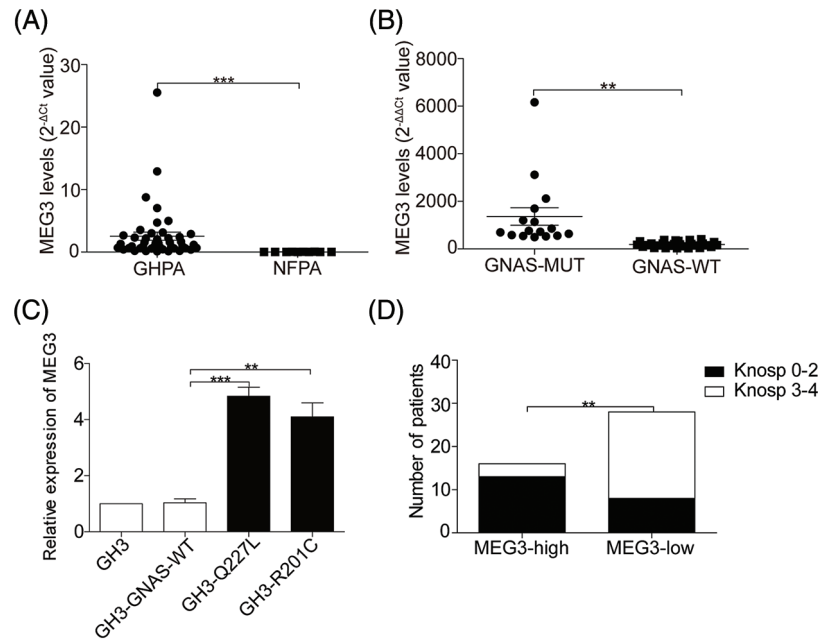 (A)
MEG3 levels (2-ΔCt value)
30
20
10
0
***
GHPA
NFPA
(B)
MEG3 levels (2-ΔΔCt value)
8000
6000
4000
2000
0
**
GNAS-MUT
GNAS-WT
(C)
Relative expression of MEG3
6
4
2
0
**
***
GH3
GH3-GNAS-WT
GH3-Q227L
GH3-R201C
(D)
Number of patients
40
30
20
10
0
**
MEG3-high
MEG3-low
Knosp 0-2
Knosp 3-4